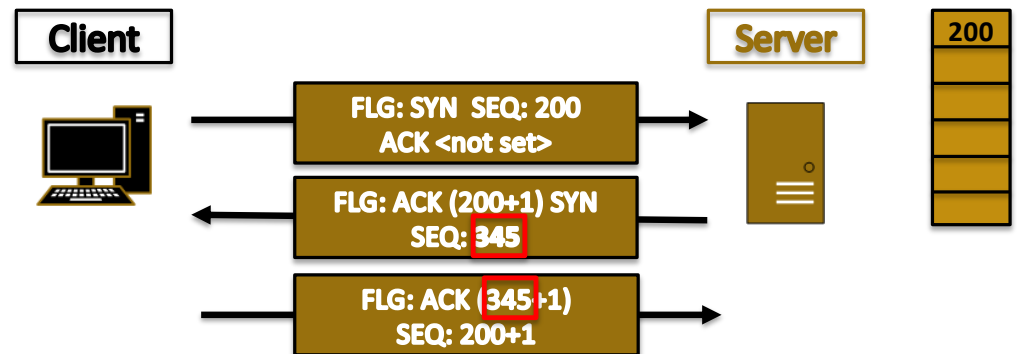 Client
Server
200
FLG: SYN SEQ: 200
ACK <not set>
FLG: ACK (200+1) SYN
SEQ: 345
FLG: ACK (345+1)
SEQ: 200+1